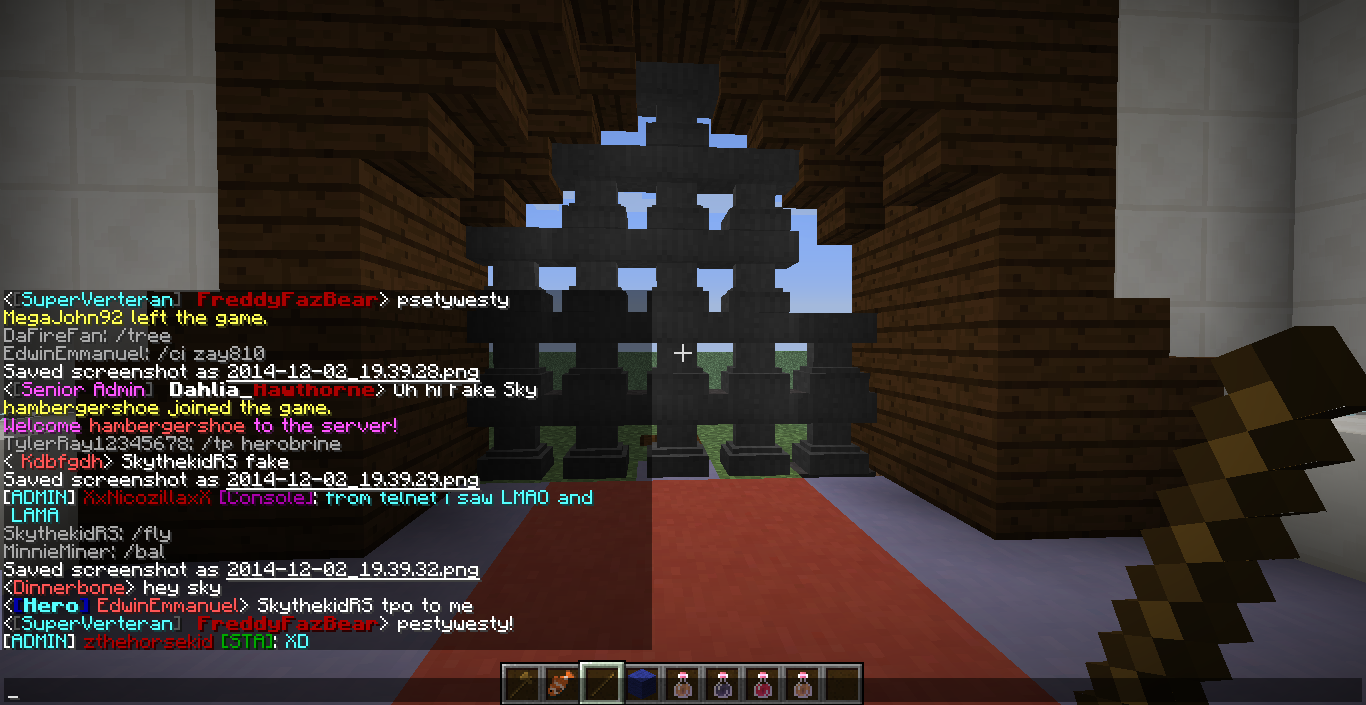 <[SuperVerteran] FreddyFazBear> psetywesty
MegaJohn92 left the game.
DaFireFan: /tree
EdwinEmmanuel: /ci zay810
Saved screenshot as 2014-12-02_19.39.28.png
<[Senior Admin] Dahlia_Hawthorne> Oh hi Fake Sky
hambergershoe joined the game.
Welcome hambergershoe to the server!
TylerRay12345678: /tp herobrine
< Kdbfgdh> SkythekidRS fake
Saved screenshot as 2014-12-02_19.39.29.png
[ADMIN] XxNicozillaxX [Console]: from telnet i saw LMAO and
LAMA
SkythekidRS: /fly
MinnieMiner: /bal
Saved screenshot as 2014-12-02_19.39.32.png
<Dinnerbone> hey sky
<[Hero] EdwinEmmanuel> SkythekidRS tpo to me
<[SuperVerteran] FreddyFazBear> pestywesty!
[ADMIN] zthehorsekid [STA]: XD
_